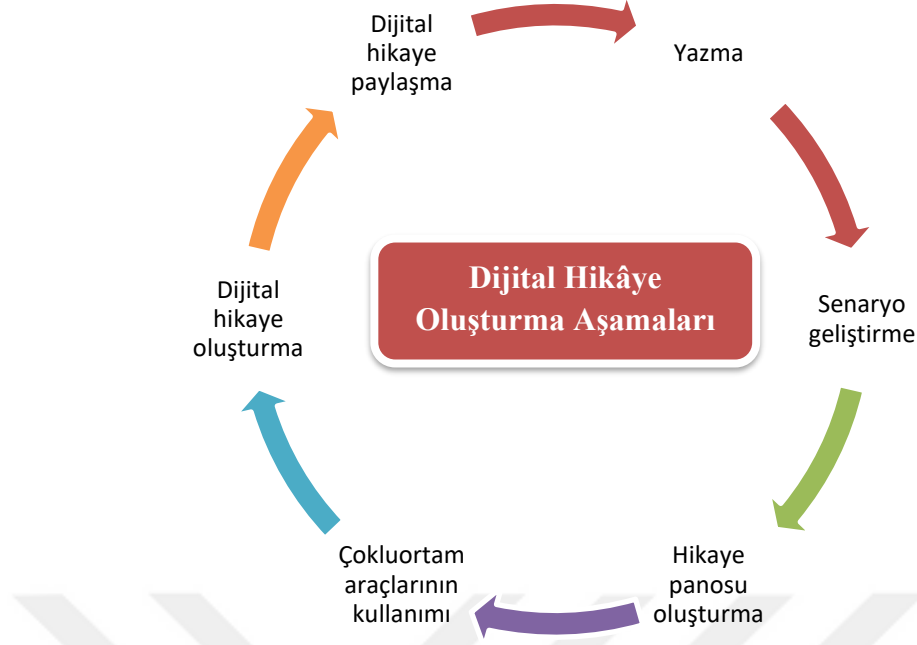 Dijital
hikaye
paylaşma
Yazma
Dijital Hikâye
Oluşturma Aşamaları
Senaryo
geliştirme
Dijital
hikaye
oluşturma
Hikaye
panosu
oluşturma
Çokluortam
araçlarının
kullanımı